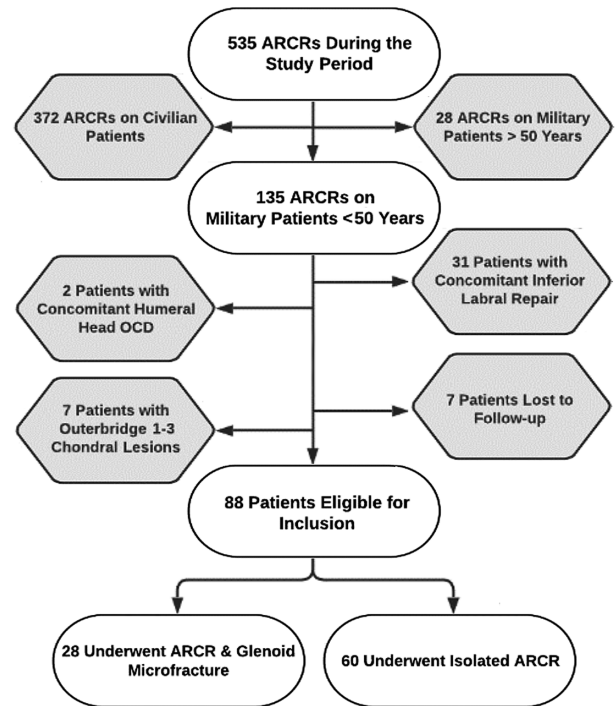 535 ARCRs During the
Study Period
372 ARCRs on Civilian
Patients
28 ARCRs on Military
Patients > 50 Years
135 ARCRs on
Military Patients <50 Years
31 Patients with
Concomitant Inferior
Labral Repair
2 Patients with
Concomitant Humeral
Head OCD
7 Patients with
Outerbridge 1-3
Chondral Lesions
7 Patients Lost to
Follow-up
88 Patients Eligible for
Inclusion
28 Underwent ARCR & Glenoid
Microfracture
60 Underwent Isolated ARCR